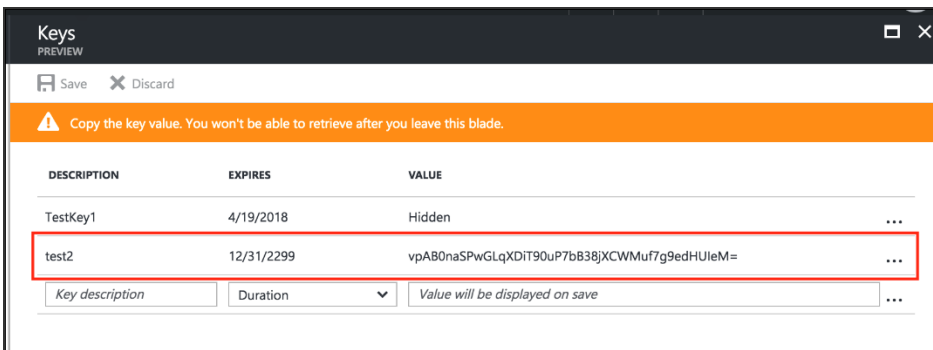 Keys
PREVIEW
Save Discard
Copy the key value. You won't be able to retrieve after you leave this blade.
DESCRIPTION EXPIRES VALUE
TestKey1 4/19/2018 Hidden ...
test2 12/31/2299 vpAB0naSPwGLqXDiT90uP7bB38jXCWMuf7g9edHUIeM= ...
Key description Duration Value will be displayed on save ...